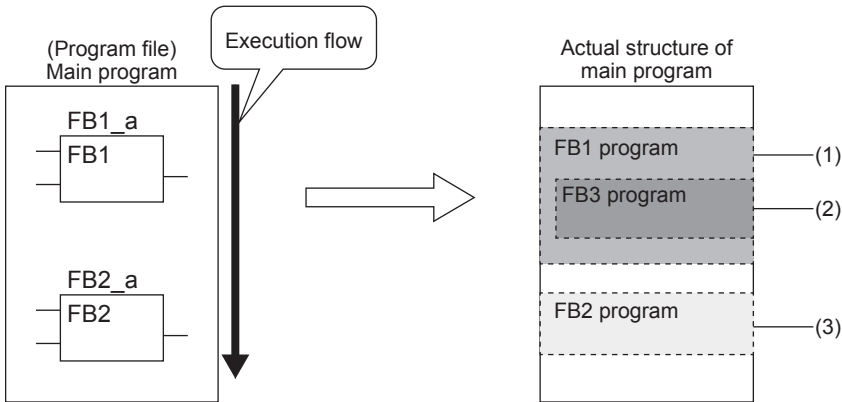 (Program file)
Main program
Execution flow
FB1_a
FB1
FB2_a
FB2
Actual structure of
main program
FB1 program
(1)
FB3 program
(2)
FB2 program
(3)